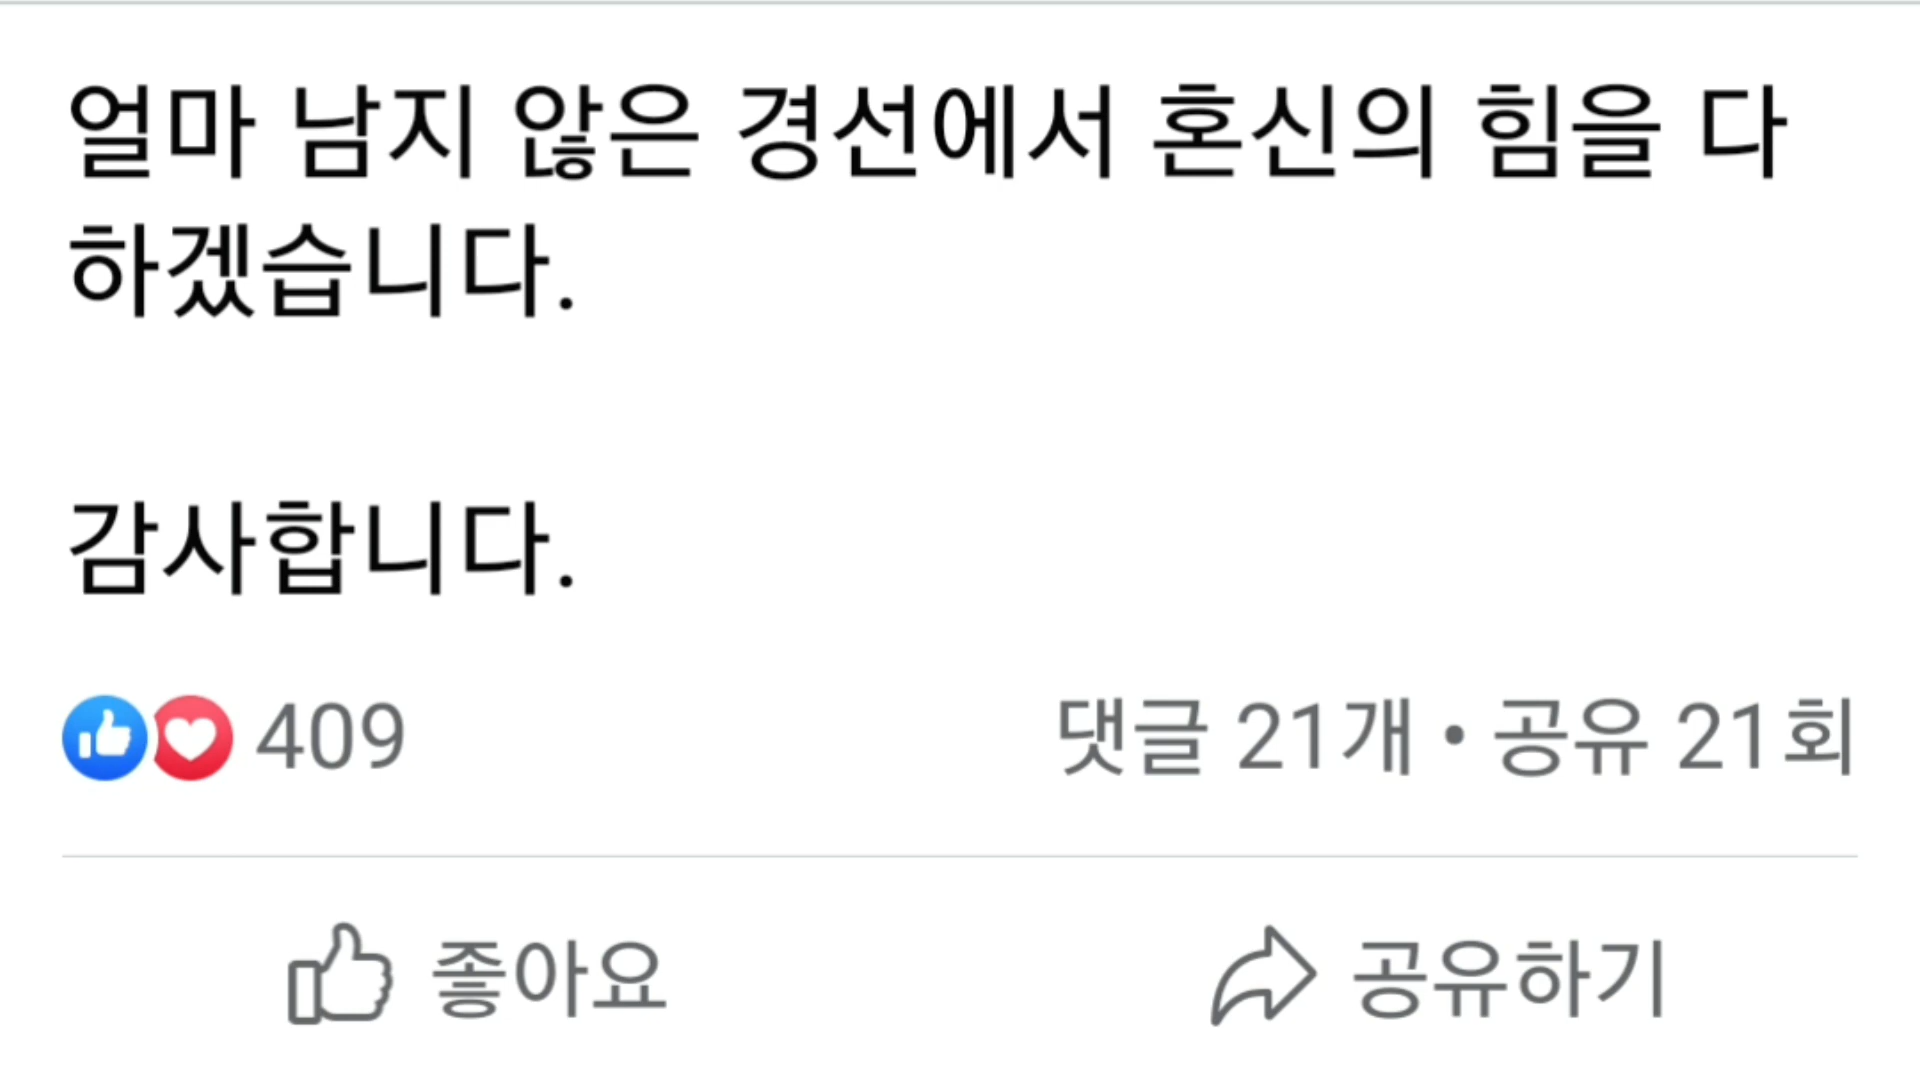 얼마 남지 않은 경선에서 혼신의 힘을 다
하겠습니다.
감사합니다.
409 댓글 21개 • 공유 21회
좋아요 공유하기